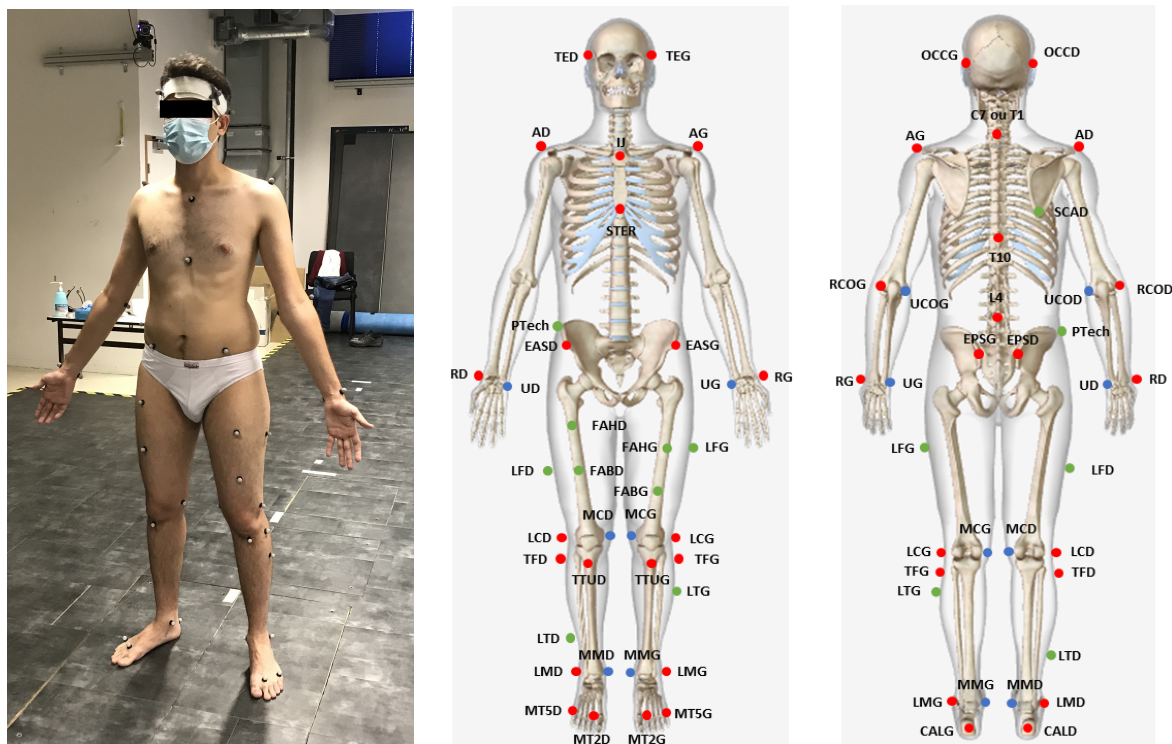 TED TEG
AD IJ AG
STER
PTech
EASD EASG
RD UD UG RG
FAHD
FAHG LFG
LFD FABD
FABG
MCD MCG
LCD LCG
TFD TFG
TTUD TTUG
LTG
LTD
MMD MMG
LMD LMG
MT5D MT5G
MT2D MT2G
OCCG OCCD
C7 ou T1
AG AD
SCAD
T10
RCOG UCOG UCOD RCOD
L4
PTech
EPSG EPSD
RG UG UD RD
LFG
LFD
MCG MCD
LCG LCD
TFG TFD
LTG
LTD
MMG MMD
LMG LMD
CALG CALD